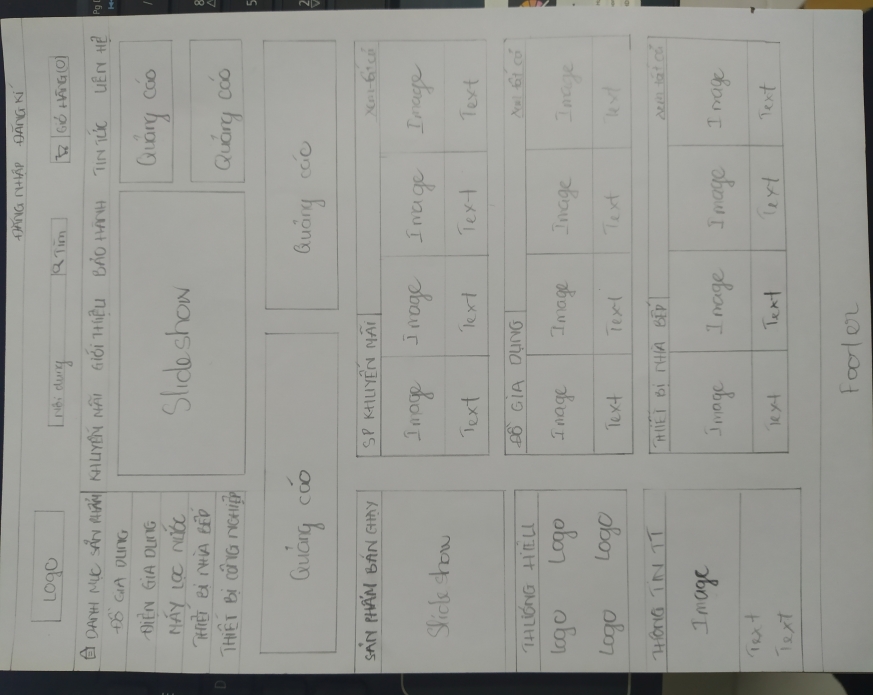 ĐĂNG NHẬP ĐĂNG KÍ
LOGO
Nội dung Tìm GIỎ HÀNG(0)
DANH MỤC SẢN PHẨM KHUYẾN MÃI GIỚI THIỆU BẢO HÀNH TIN TỨC LIÊN HỆ
ĐỒ GIA DỤNG
ĐIỆN GIA DỤNG
MÁY LỌC NƯỚC
THIẾT BỊ NHÀ BẾP
THIẾT BỊ CÔNG NGHIỆP
Slideshow
Quảng cáo
Quảng cáo
Quảng cáo Quảng cáo
SẢN PHẨM BÁN CHẠY
Slide show
THƯƠNG HIỆU
Logo Logo
Logo Logo
THÔNG TIN TT
Image
Text
Text
SP KHUYẾN MÃI Xem tất cả
Image Image Image Image
Text Text Text Text
ĐỒ GIA DỤNG Xem tất cả
Image Image Image Image
Text Text Text Text
THIẾT BỊ NHÀ BẾP Xem tất cả
Image Image Image Image
Text Text Text Text
Footer